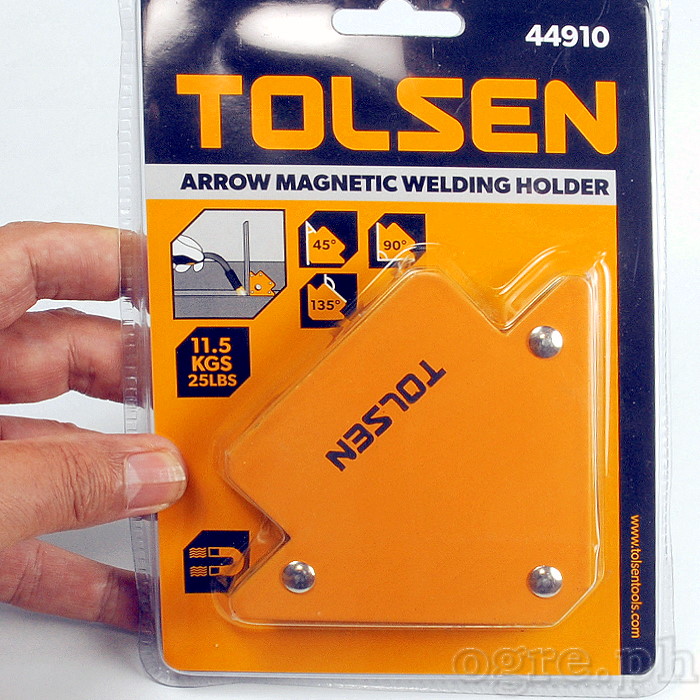 44910
TOLSEN
ARROW MAGNETIC WELDING HOLDER
45°
90°
135°
11.5
KGS
25LBS
TOLSEN
www.tolsentools.com
ogre.ph